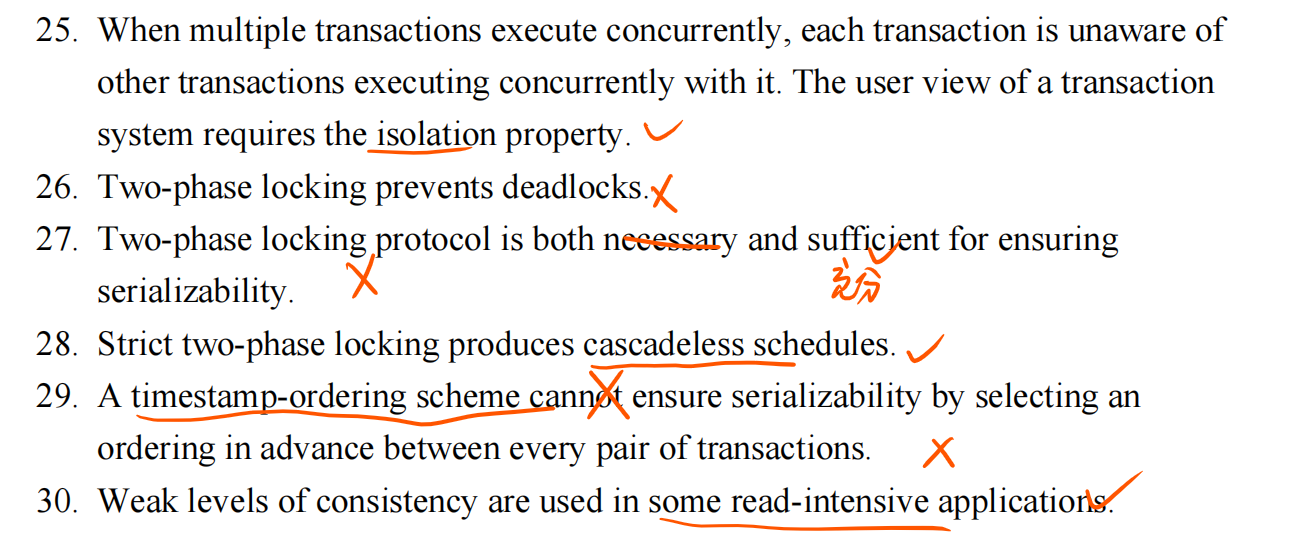 25. When multiple transactions execute concurrently, each transaction is unaware of
other transactions executing concurrently with it. The user view of a transaction
system requires the isolation property.
26. Two-phase locking prevents deadlocks.
27. Two-phase locking protocol is both necessary and sufficient for ensuring
充分
serializability.
28. Strict two-phase locking produces cascadeless schedules.
29. A timestamp-ordering scheme cannot ensure serializability by selecting an
ordering in advance between every pair of transactions.
30. Weak levels of consistency are used in some read-intensive applications.